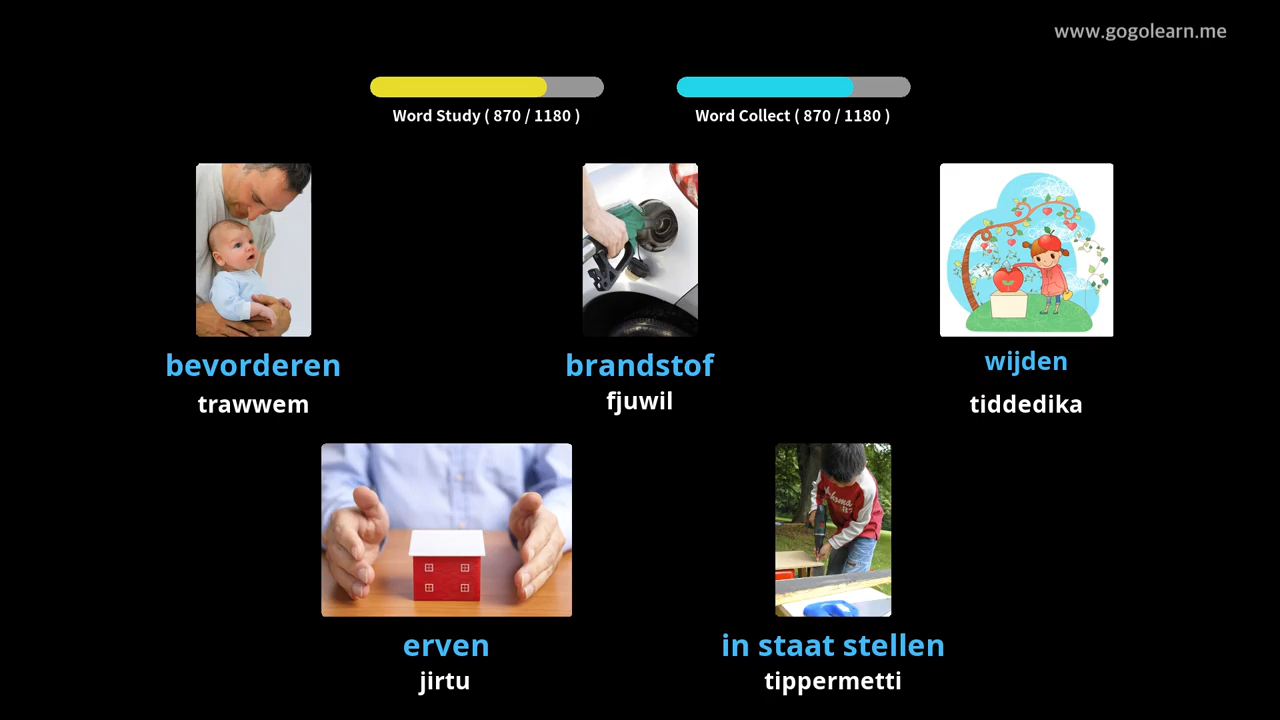 www.gogolearn.me
Word Study ( 870 / 1180 )
Word Collect ( 870 / 1180 )
bevorderen
trawwem
brandstof
fjuwil
wijden
tiddedika
erven
jirtu
in staat stellen
tippermetti